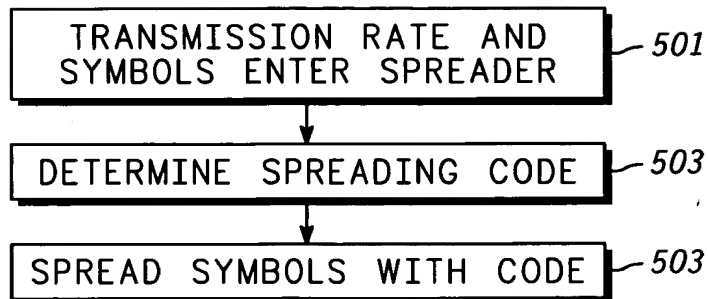 TRANSMISSION RATE AND
SYMBOLS ENTER SPREADER
501
DETERMINE SPREADING CODE
503
SPREAD SYMBOLS WITH CODE
503